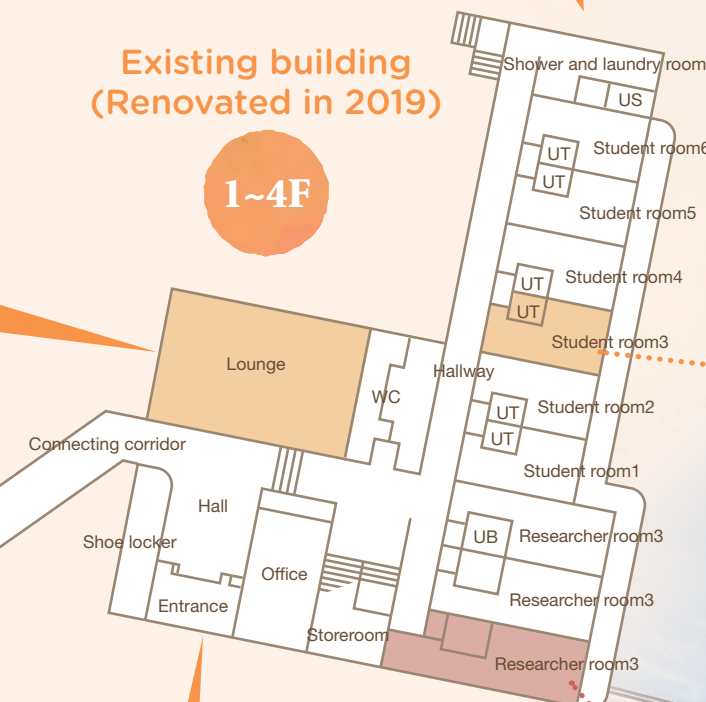 Existing building
(Renovated in 2019)
1~4F
Shower and laundry room
US
Student room6
UT
UT
Student room5
Student room4
UT
UT
Student room3
Lounge
Hallway
WC
Student room2
UT
UT
Connecting corridor
Student room1
Hall
Shoe locker
UB
Researcher room3
Office
Entrance
Researcher room3
Storeroom
Researcher room3